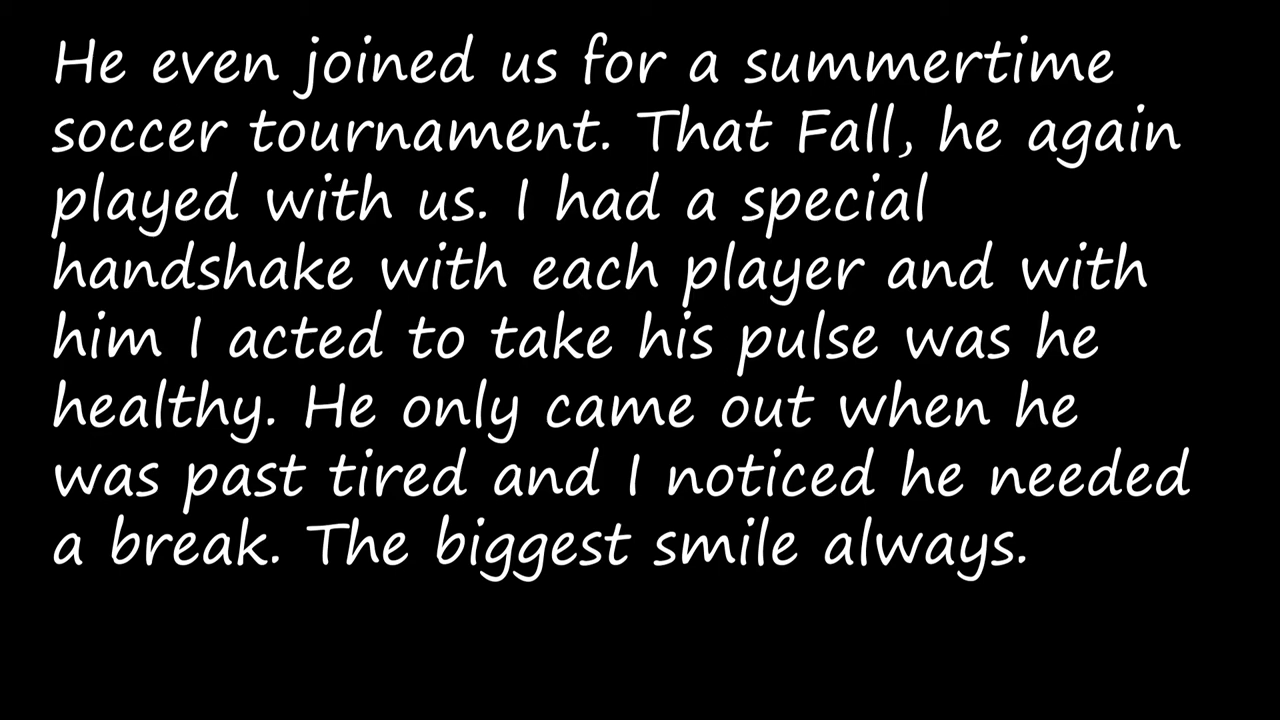 He even joined us for a summertime
soccer tournament. That Fall, he again
played with us. I had a special
handshake with each player and with
him I acted to take his pulse was he
healthy. He only came out when he
was past tired and I noticed he needed
a break. The biggest smile always.